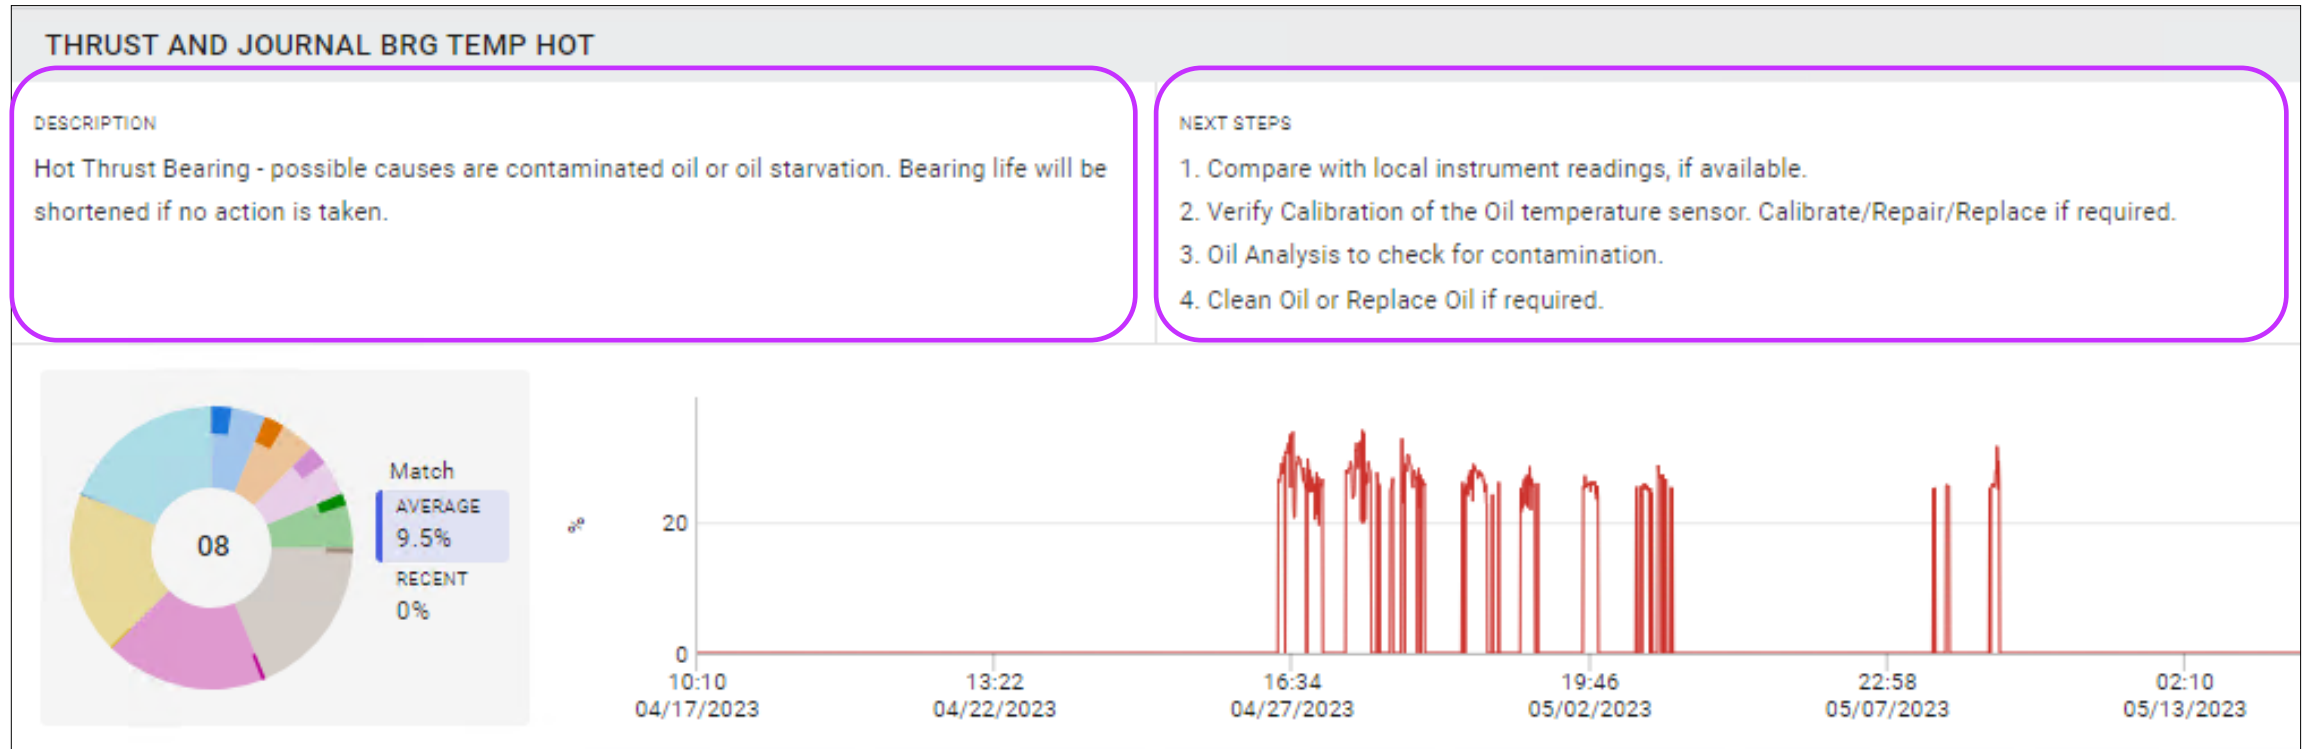 THRUST AND JOURNAL BRG TEMP HOT
DESCRIPTION
Hot Thrust Bearing - possible causes are contaminated oil or oil starvation. Bearing life will be
shortened if no action is taken.
NEXT STEPS
1. Compare with local instrument readings, if available.
2. Verify Calibration of the Oil temperature sensor. Calibrate/Repair/Replace if required.
3. Oil Analysis to check for contamination.
4. Clean Oil or Replace Oil if required.
08
Match
AVERAGE
9.5%
RECENT
0%
%
20
0
10:10
04/17/2023
13:22
04/22/2023
16:34
04/27/2023
19:46
05/02/2023
22:58
05/07/2023
02:10
05/13/2023